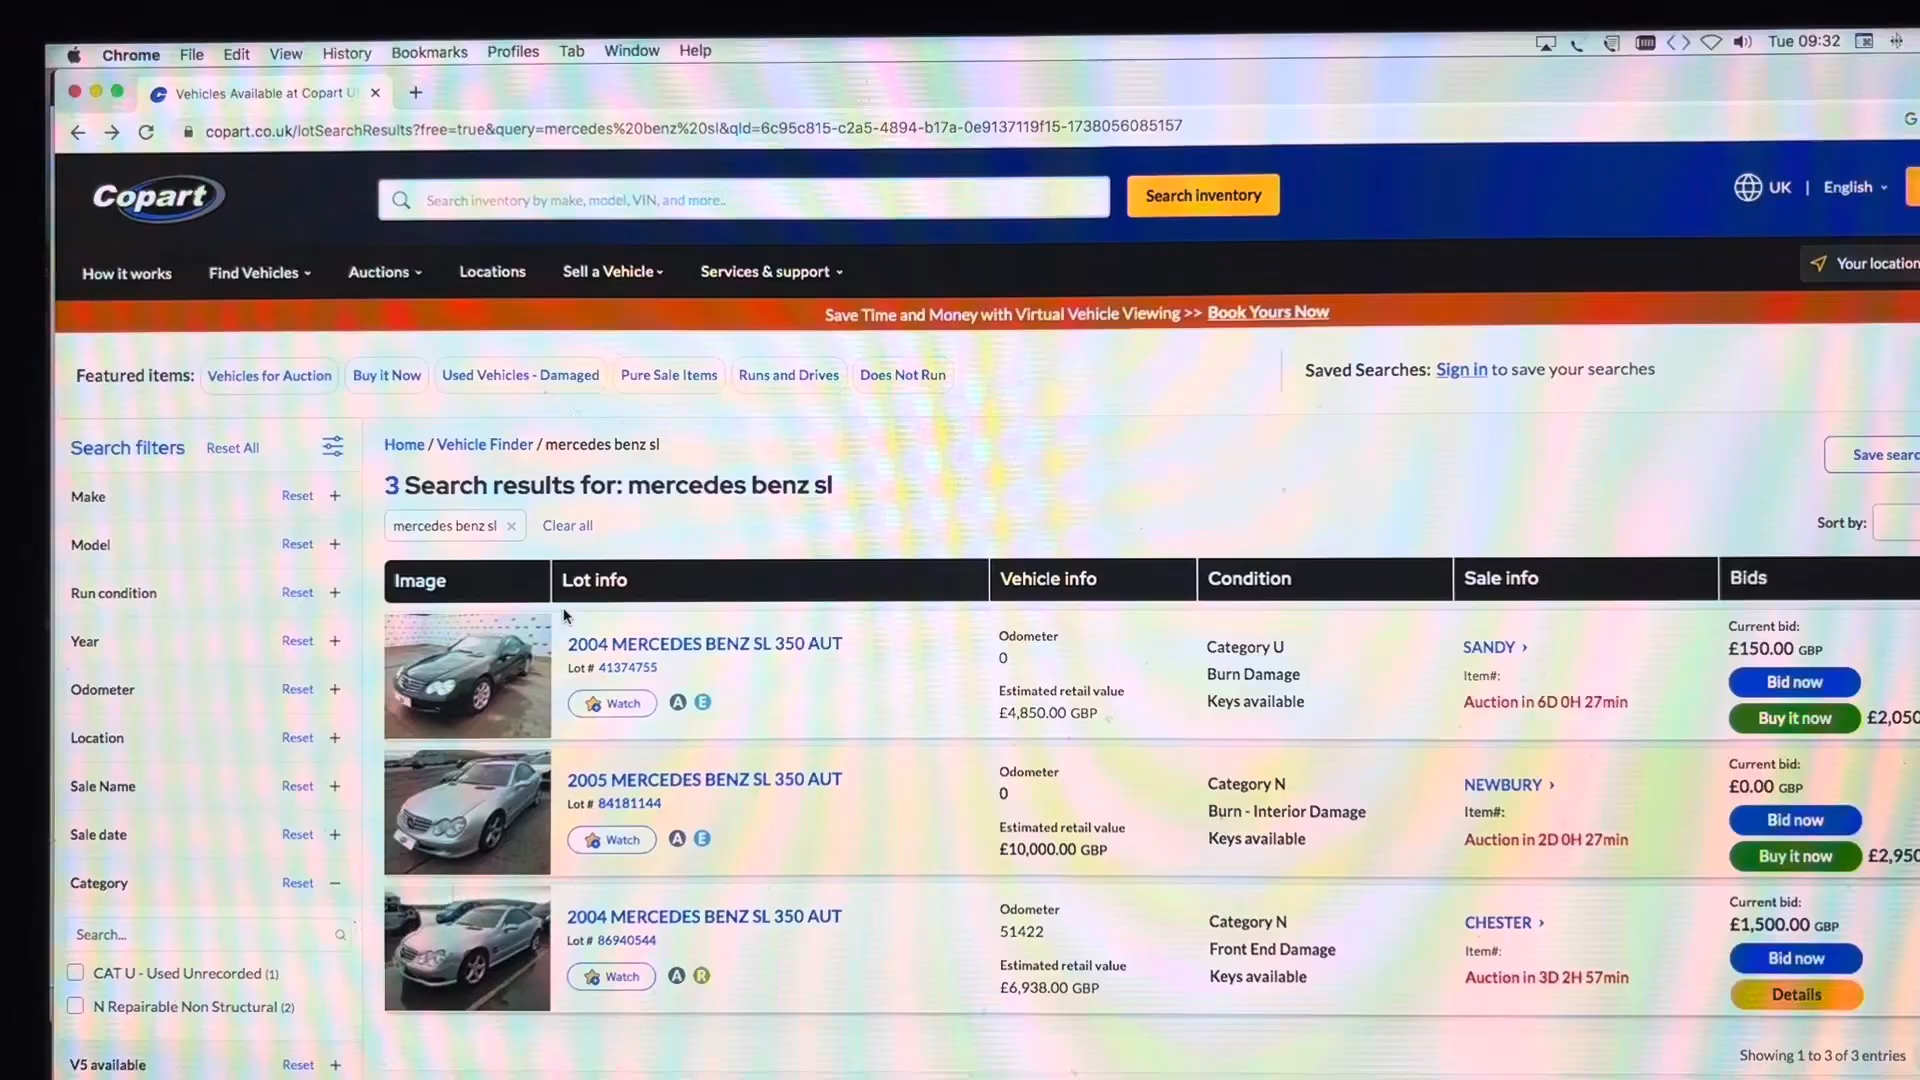 Chrome File Edit View History Bookmarks Profiles Tab Window Help Tue 09:32
Vehicles Available at Copart U
copart.co.uk/lotSearchResults?free=true&query=mercedes%20benz%20sl&qId=6c95c815-c2a5-4894-b17a-0e9137119f15-1738056085157 G
Copart
Search inventory by make, model, VIN, and more..
Search inventory
UK | English
How it works Find Vehicles Auctions Locations Sell a Vehicle Services & support Your location
Save Time and Money with Virtual Vehicle Viewing >> Book Yours Now
Featured items: Vehicles for Auction Buy it Now Used Vehicles - Damaged Pure Sale Items Runs and Drives Does Not Run
Saved Searches: Sign in to save your searches
Search filters Reset All
Make Reset +
Model Reset +
Run condition Reset +
Year Reset +
Odometer Reset +
Location Reset +
Sale Name Reset +
Sale date Reset +
Category Reset −
Search...
CAT U - Used Unrecorded (1)
N Repairable Non Structural (2)
V5 available Reset +
Home / Vehicle Finder / mercedes benz sl
3 Search results for: mercedes benz sl
Save searc
mercedes benz sl × Clear all
Sort by:
Image Lot info Vehicle info Condition Sale info Bids
2004 MERCEDES BENZ SL 350 AUT
Lot # 41374755
Watch A E
Odometer
0
Estimated retail value
£4,850.00 GBP
Category U
Burn Damage
Keys available
SANDY ›
Item#:
Auction in 6D 0H 27min
Current bid:
£150.00 GBP
Bid now
Buy it now £2,050
2005 MERCEDES BENZ SL 350 AUT
Lot # 84181144
Watch A E
Odometer
0
Estimated retail value
£10,000.00 GBP
Category N
Burn - Interior Damage
Keys available
NEWBURY ›
Item#:
Auction in 2D 0H 27min
Current bid:
£0.00 GBP
Bid now
Buy it now £2,950
2004 MERCEDES BENZ SL 350 AUT
Lot # 86940544
Watch A R
Odometer
51422
Estimated retail value
£6,938.00 GBP
Category N
Front End Damage
Keys available
CHESTER ›
Item#:
Auction in 3D 2H 57min
Current bid:
£1,500.00 GBP
Bid now
Details
Showing 1 to 3 of 3 entries